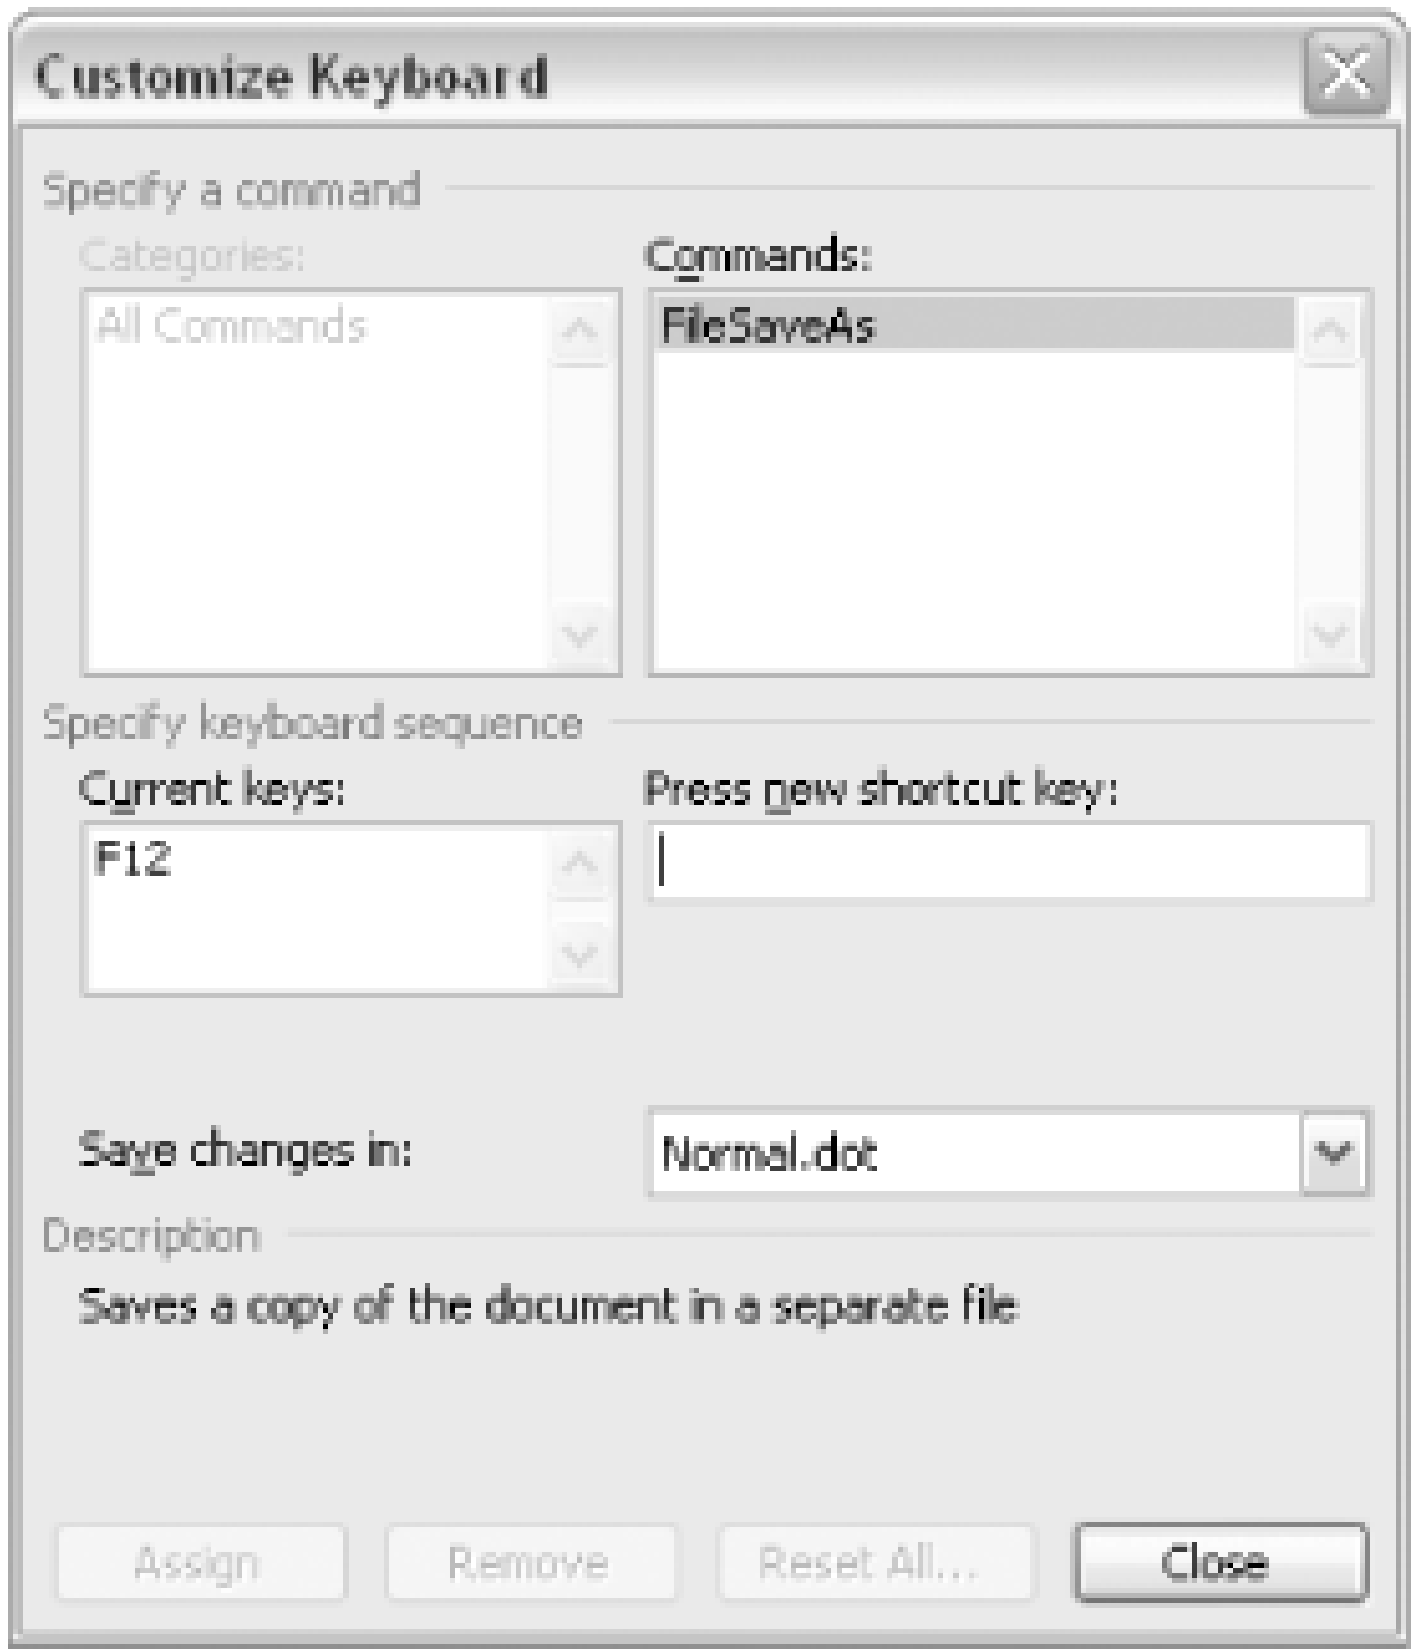 Customize Keyboard
Specify a command
Categories:
Commands:
All Commands
FileSaveAs
Specify keyboard sequence
Current keys:
Press new shortcut key:
F12
Save changes in:
Normal.dot
Description
Saves a copy of the document in a separate file
Assign
Remove
Reset All...
Close